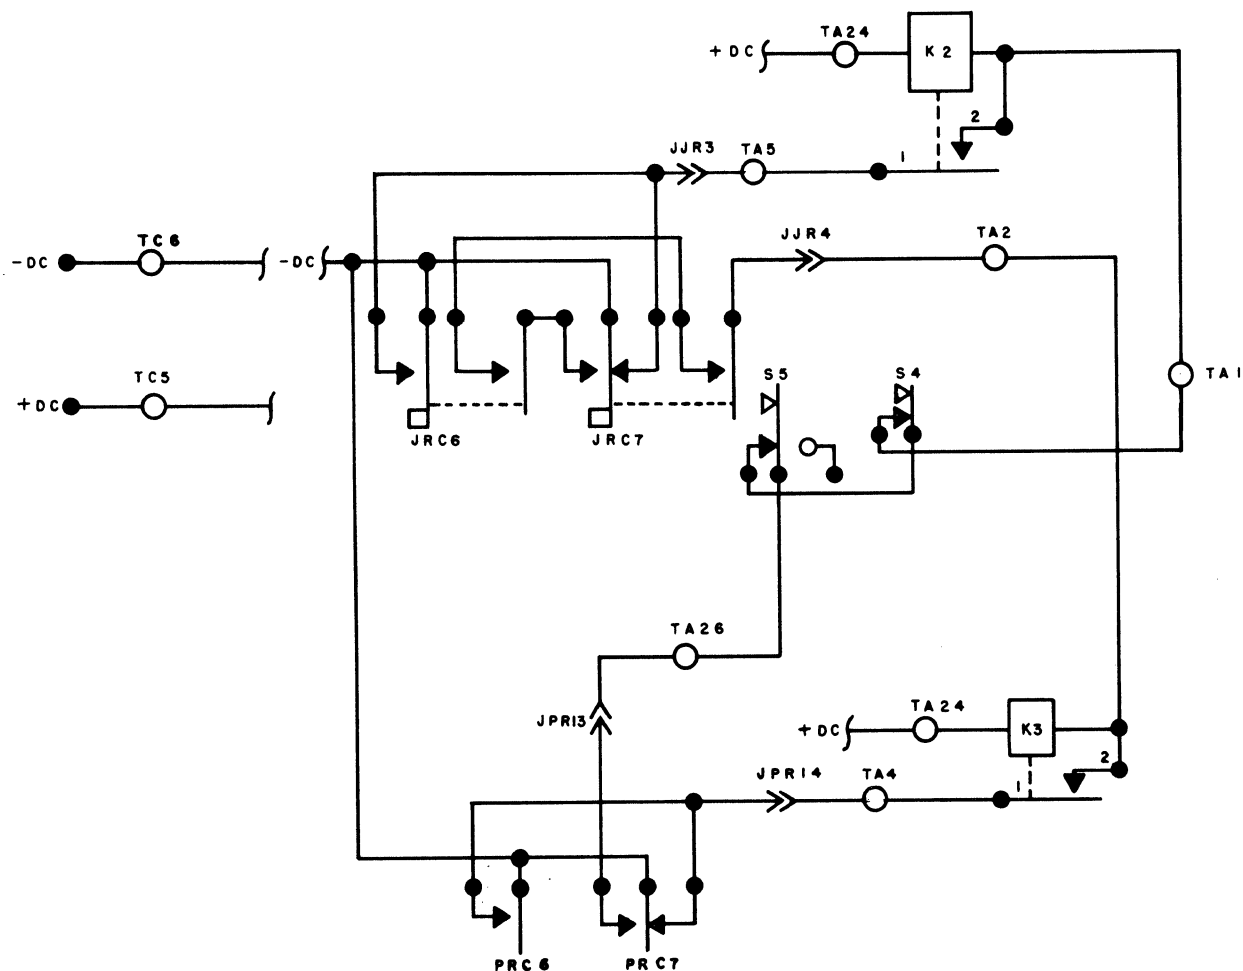 TA24
+DC
K2
2
JJR3
TA5
1
JJR4
TA2
TC6
-DC
-DC
TC5
+DC
S5
S4
TA1
JRC6
JRC7
TA26
JPR13
TA24
+DC
K3
2
JPR14
TA4
1
PRC6
PRC7